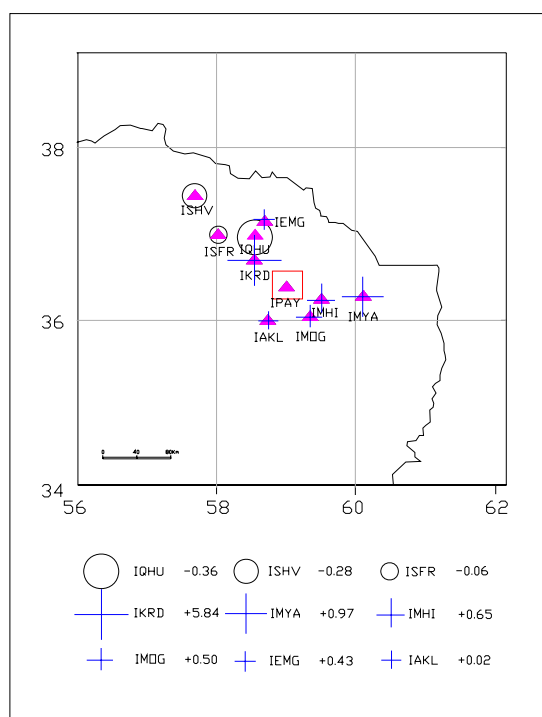 38
ISHV
IEMG
ISFR
IQHU
IKRD
IPAY
IMHI
IMYA
36
IAKL
IMOG
0 40 80Km
34
56 58 60 62
IQHU -0.36 ISHV -0.28 ISFR -0.06
IKRD +5.84 IMYA +0.97 IMHI +0.65
IMOG +0.50 IEMG +0.43 IAKL +0.02